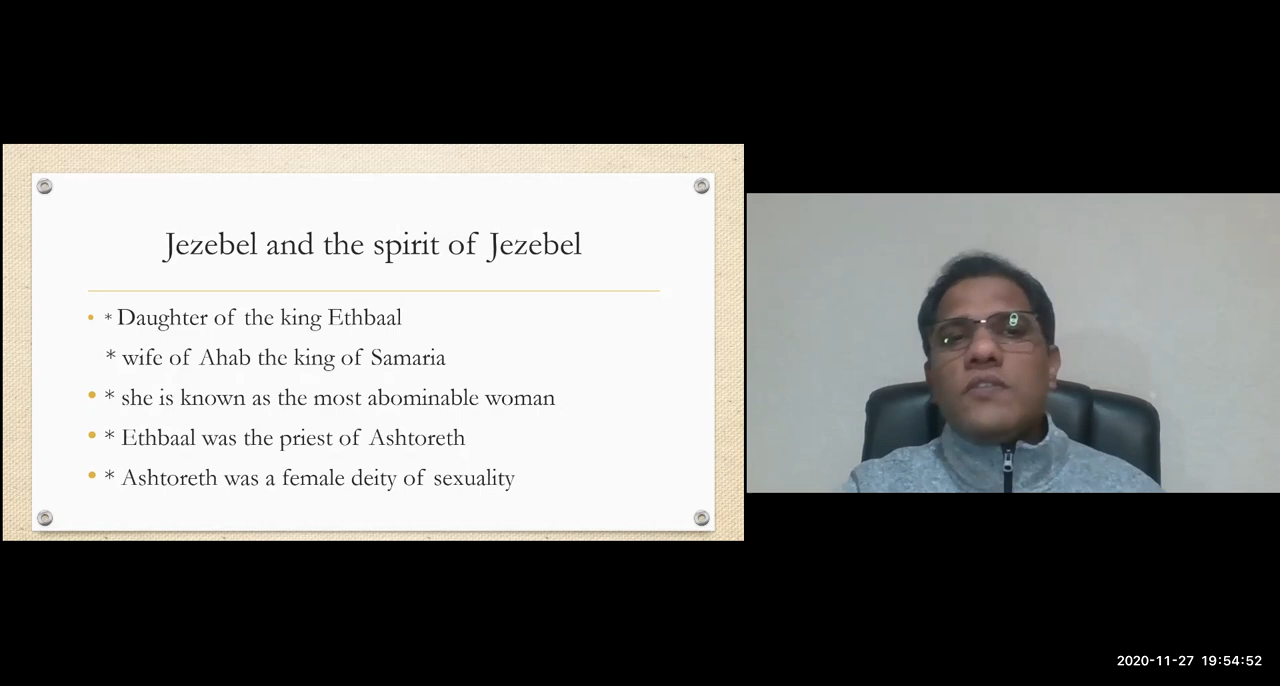 Jezebel and the spirit of Jezebel
• * Daughter of the king Ethbaal
* wife of Ahab the king of Samaria
• * she is known as the most abominable woman
• * Ethbaal was the priest of Ashtoreth
• * Ashtoreth was a female deity of sexuality
2020-11-27 19:54:52